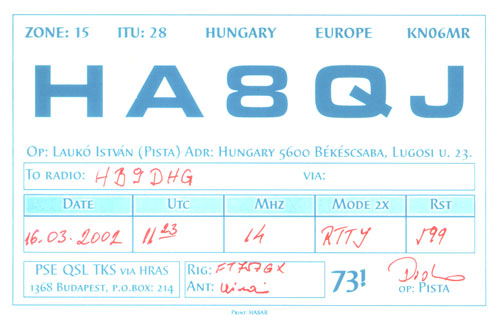 ZONE: 15 ITU: 28 HUNGARY EUROPE KN06MR
HA8QJ
OP: LAUKÓ ISTVÁN (PISTA) ADR: HUNGARY 5600 BÉKÉSCSABA, LUGOSI U. 23.
TO RADIO: HB9DHG VIA:
DATE UTC MHZ MODE 2X RST
16.03.2002 11 23 14 RTTY 599
PSE QSL TKS VIA HRAS RIG: FT757GX 73!
1368 BUDAPEST, P.O.BOX: 214 ANT: OP: PISTA
PRINT: HA8AR